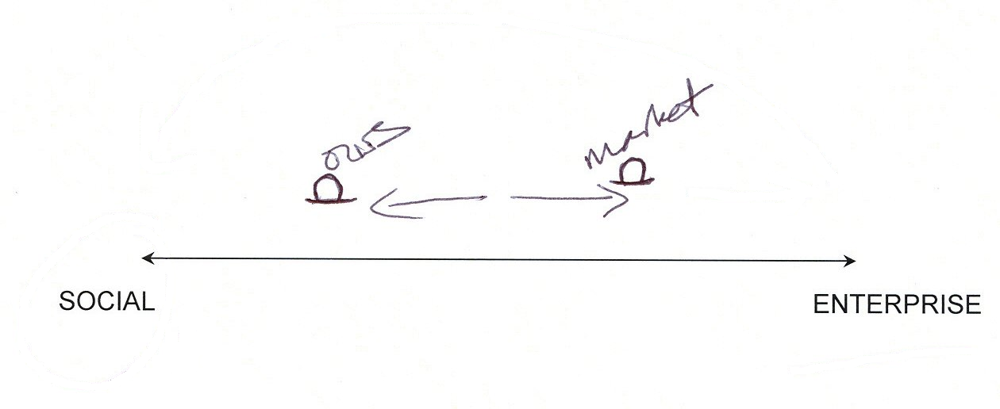 ours
market
SOCIAL
ENTERPRISE